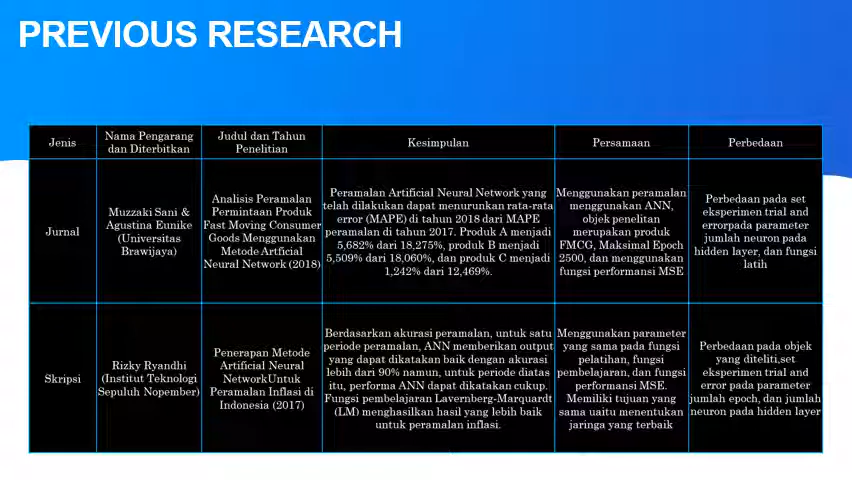 PREVIOUS RESEARCH
Jenis
Nama Pengarang
dan Diterbitkan
Judul dan Tahun
Penelitian
Kesimpulan
Persamaan
Perbedaan
Jurnal
Muzzaki Sani &
Agustina Eunike
(Universitas
Brawijaya)
Analisis Peramalan
Permintaan Produk
Fast Moving Consumer
Goods Menggunakan
Metode Artficial
Neural Network (2018)
Peramalan Artificial Neural Network yang
telah dilakukan dapat menurunkan rata-rata
error (MAPE) di tahun 2018 dari MAPE
peramalan di tahun 2017. Produk A menjadi
5,682% dari 18,275%, produk B menjadi
5,509% dari 18,060%, dan produk C menjadi
1,242% dari 12,469%.
Menggunakan peramalan
menggunakan ANN,
objek penelitan
merupakan produk
FMCG, Maksimal Epoch
2500, dan menggunakan
fungsi performansi MSE
Perbedaan pada set
eksperimen trial and
errorpada parameter
jumlah neuron pada
hidden layer, dan fungsi
latih
Skripsi
Rizky Ryandhi
(Institut Teknologi
Sepuluh Nopember)
Penerapan Metode
Artificial Neural
NetworkUntuk
Peramalan Inflasi di
Indonesia (2017)
Berdasarkan akurasi peramalan, untuk satu
periode peramalan, ANN memberikan output
yang dapat dikatakan baik dengan akurasi
lebih dari 90% namun, untuk periode diatas
itu, performa ANN dapat dikatakan cukup.
Fungsi pembelajaran Lavernberg-Marquardt
(LM) menghasilkan hasil yang lebih baik
untuk peramalan inflasi.
Menggunakan parameter
yang sama pada fungsi
pelatihan, fungsi
pembelajaran, dan fungsi
performansi MSE.
Memiliki tujuan yang
sama uaitu menentukan
jaringa yang terbaik
Perbedaan pada objek
yang diteliti,set
eksperimen trial and
error pada parameter
jumlah epoch, dan jumlah
neuron pada hidden layer